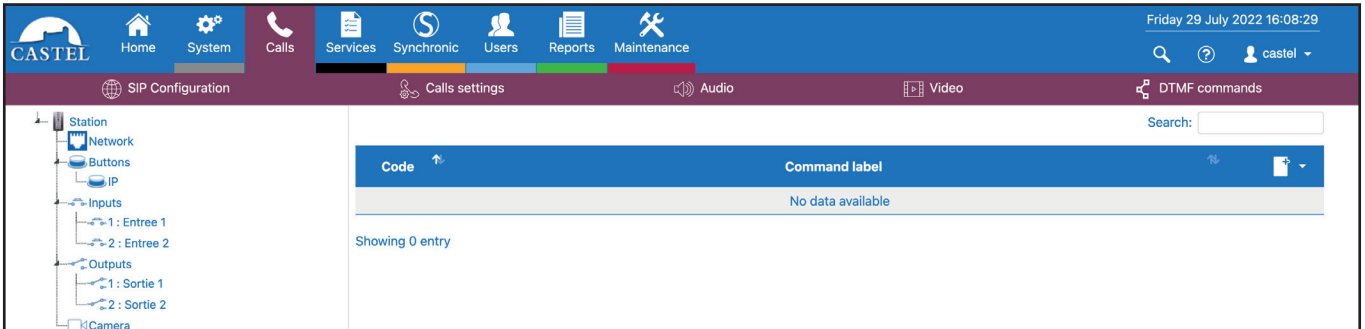 Friday 29 July 2022 16:08:29
CASTEL
Home
System
Calls
Services
Synchronic
Users
Reports
Maintenance
castel
SIP Configuration
Calls settings
Audio
Video
DTMF commands
Station
Network
Buttons
IP
Inputs
1 : Entree 1
2 : Entree 2
Outputs
1 : Sortie 1
2 : Sortie 2
Camera
Search:
Code
Command label
No data available
Showing 0 entry